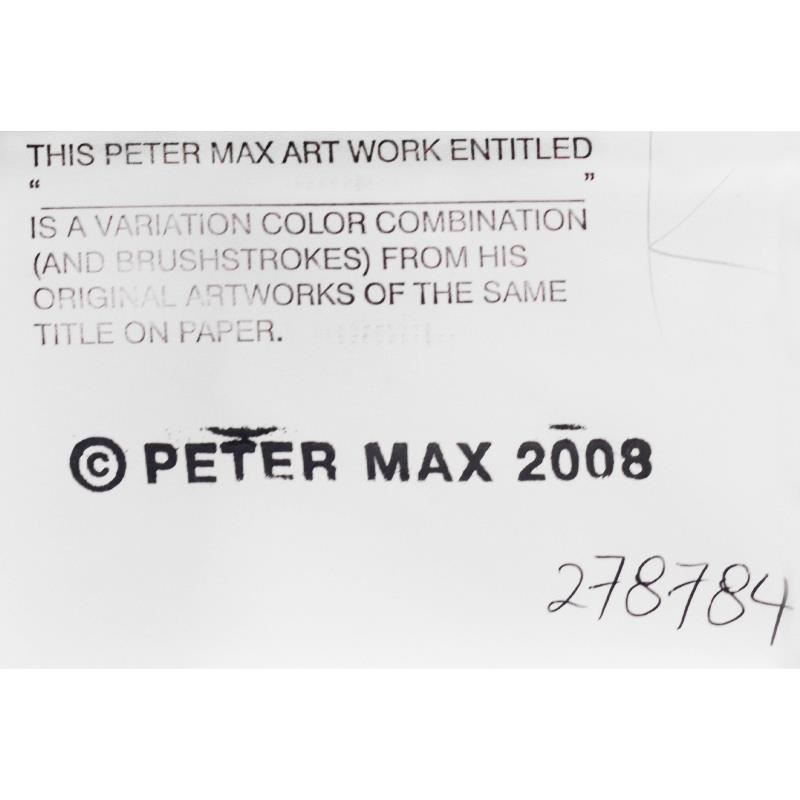 THIS PETER MAX ART WORK ENTITLED
“ ”
IS A VARIATION COLOR COMBINATION
(AND BRUSHSTROKES) FROM HIS
ORIGINAL ARTWORKS OF THE SAME
TITLE ON PAPER.
© PETER MAX 2008
278784